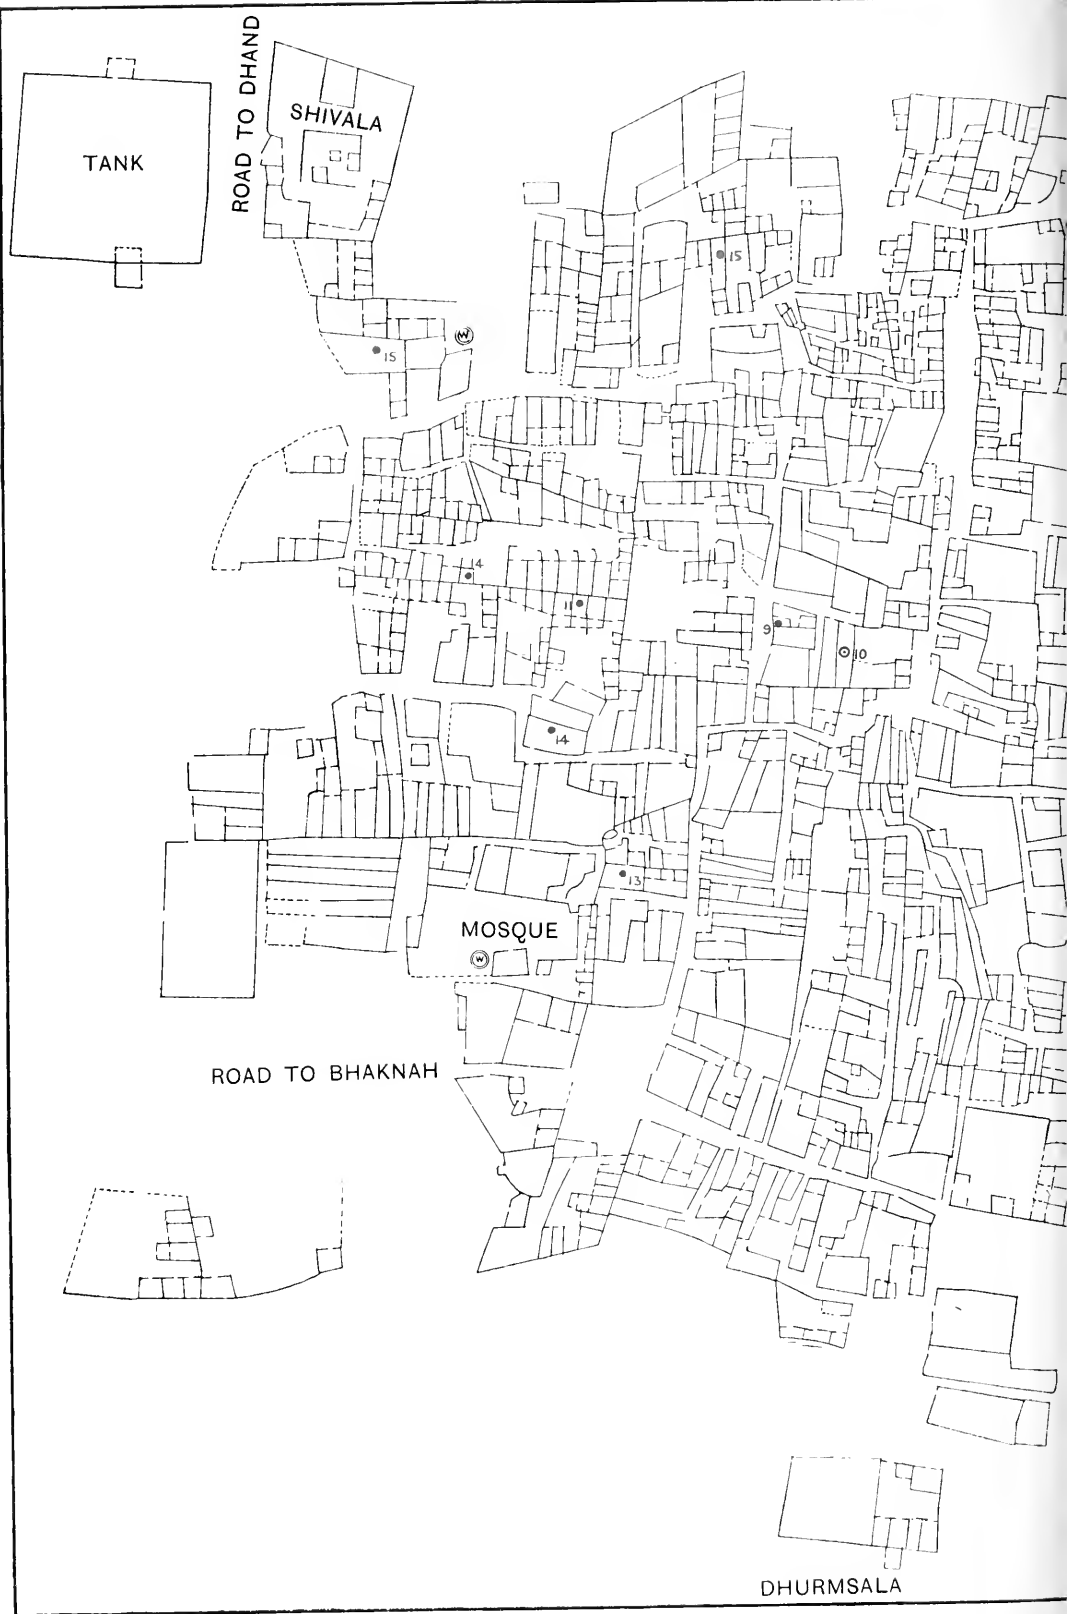 ROAD TO DHAND
SHIVALA
TANK
15
W
15
14
11
9
10
14
13
MOSQUE
W
ROAD TO BHAKNAH
DHURMSALA